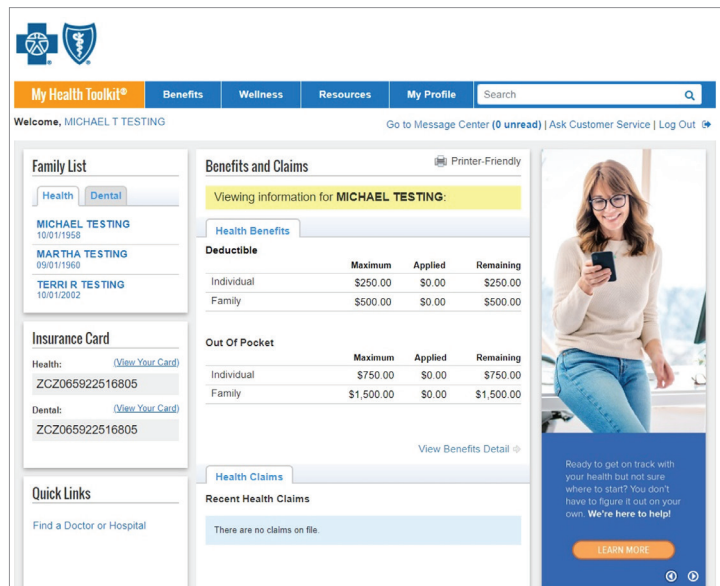 My Health Toolkit®
Benefits
Wellness
Resources
My Profile
Search
Welcome, MICHAEL T TESTING
Go to Message Center (0 unread) | Ask Customer Service | Log Out
Family List
Health
Dental
MICHAEL TESTING
10/01/1958
MARTHA TESTING
09/01/1960
TERRI R TESTING
10/01/2002
Insurance Card
Health: (View Your Card)
ZCZ065922516805
Dental: (View Your Card)
ZCZ065922516805
Quick Links
Find a Doctor or Hospital
Benefits and Claims
Printer-Friendly
Viewing information for MICHAEL TESTING:
Health Benefits
Deductible
Maximum Applied Remaining
Individual $250.00 $0.00 $250.00
Family $500.00 $0.00 $500.00
Out Of Pocket
Maximum Applied Remaining
Individual $750.00 $0.00 $750.00
Family $1,500.00 $0.00 $1,500.00
View Benefits Detail
Health Claims
Recent Health Claims
There are no claims on file.
Ready to get on track with
your health but not sure
where to start? You don't
have to figure it out on your
own. We're here to help!
LEARN MORE